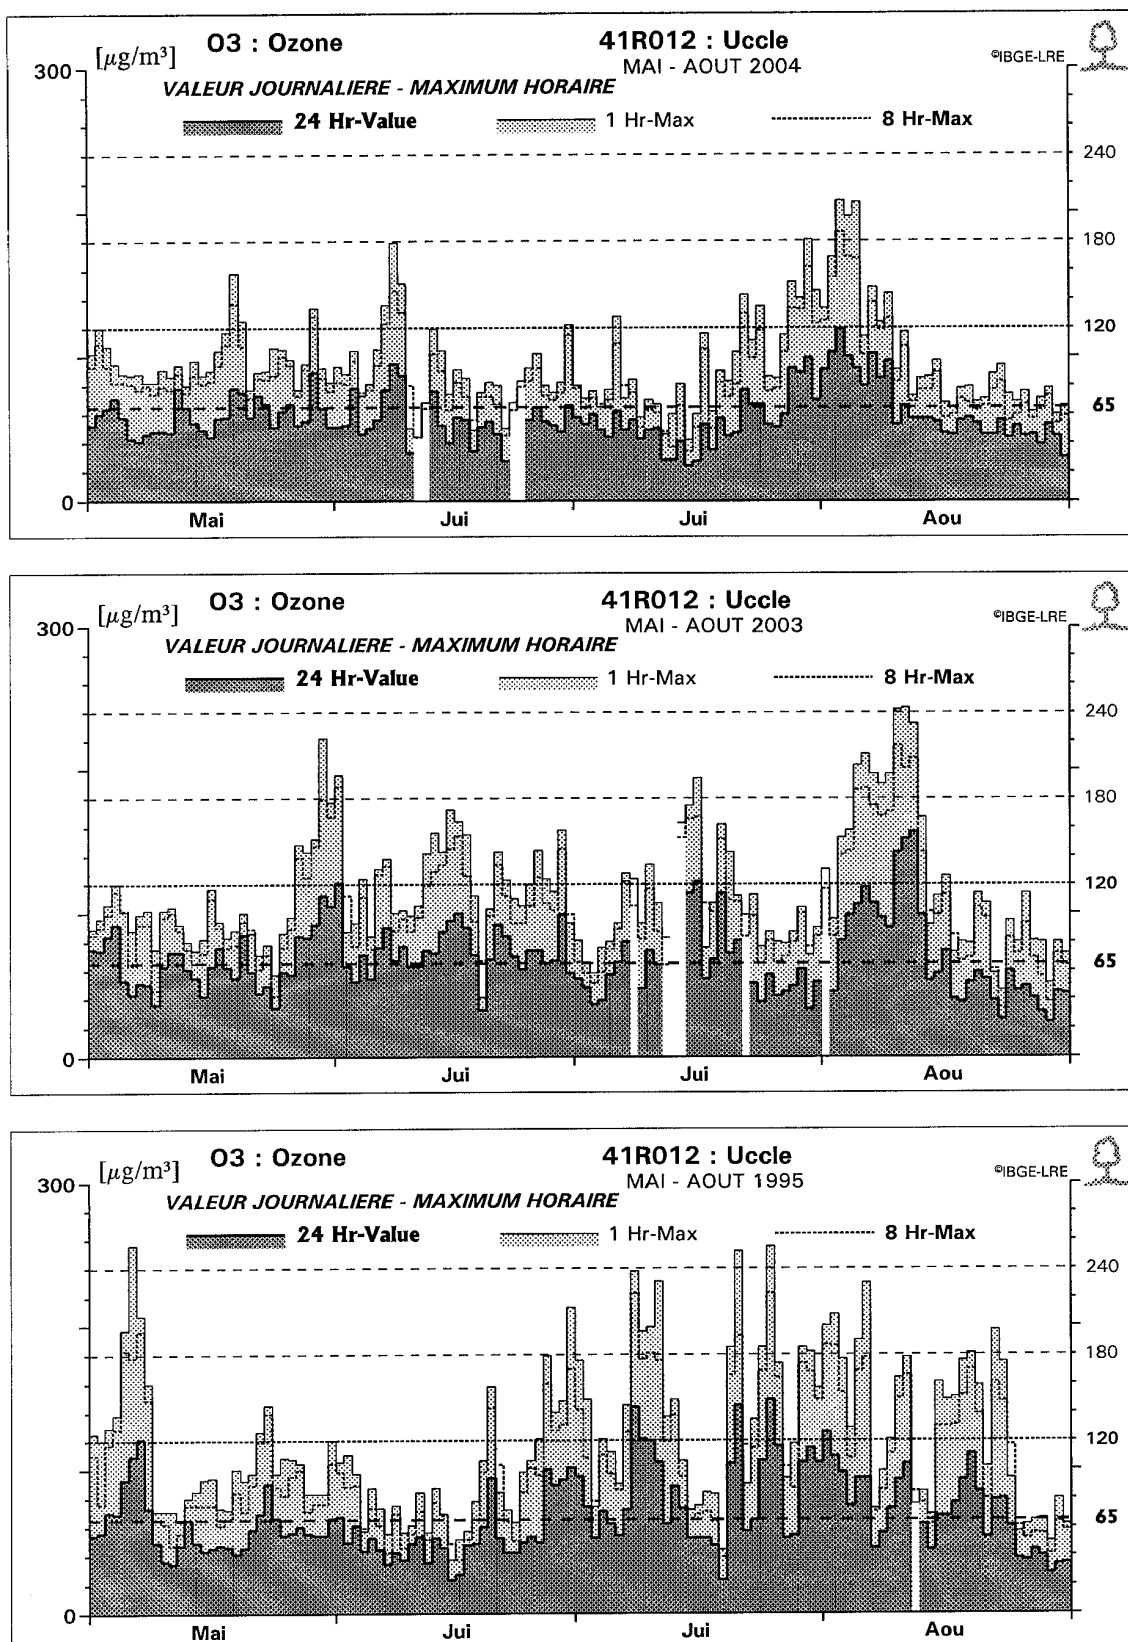 O3 : Ozone
41R012 : Uccle
[μg/m³]
MAI - AOUT 2004
©IBGE-LRE
300
VALEUR JOURNALIERE - MAXIMUM HORAIRE
24 Hr-Value
1 Hr-Max
8 Hr-Max
240
180
120
65
0
Mai
Jui
Jui
Aou
O3 : Ozone
41R012 : Uccle
[μg/m³]
MAI - AOUT 2003
©IBGE-LRE
300
VALEUR JOURNALIERE - MAXIMUM HORAIRE
24 Hr-Value
1 Hr-Max
8 Hr-Max
240
180
120
65
0
Mai
Jui
Jui
Aou
O3 : Ozone
41R012 : Uccle
[μg/m³]
MAI - AOUT 1995
©IBGE-LRE
300
VALEUR JOURNALIERE - MAXIMUM HORAIRE
24 Hr-Value
1 Hr-Max
8 Hr-Max
240
180
120
65
0
Mai
Jui
Jui
Aou